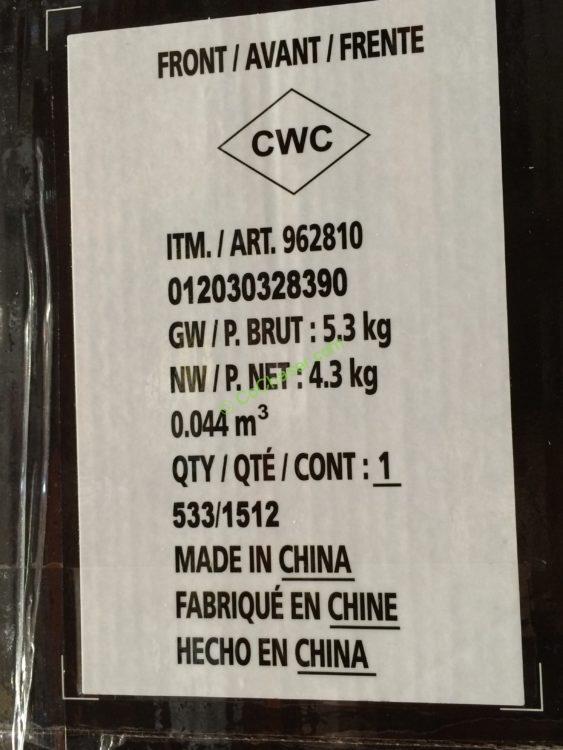 FRONT / AVANT / FRENTE
CWC
ITM. / ART. 962810
012030328390
GW / P. BRUT : 5.3 kg
NW / P. NET : 4.3 kg
0.044 m³
QTY / QTÉ / CONT : 1
533/1512
MADE IN CHINA
FABRIQUÉ EN CHINE
HECHO EN CHINA